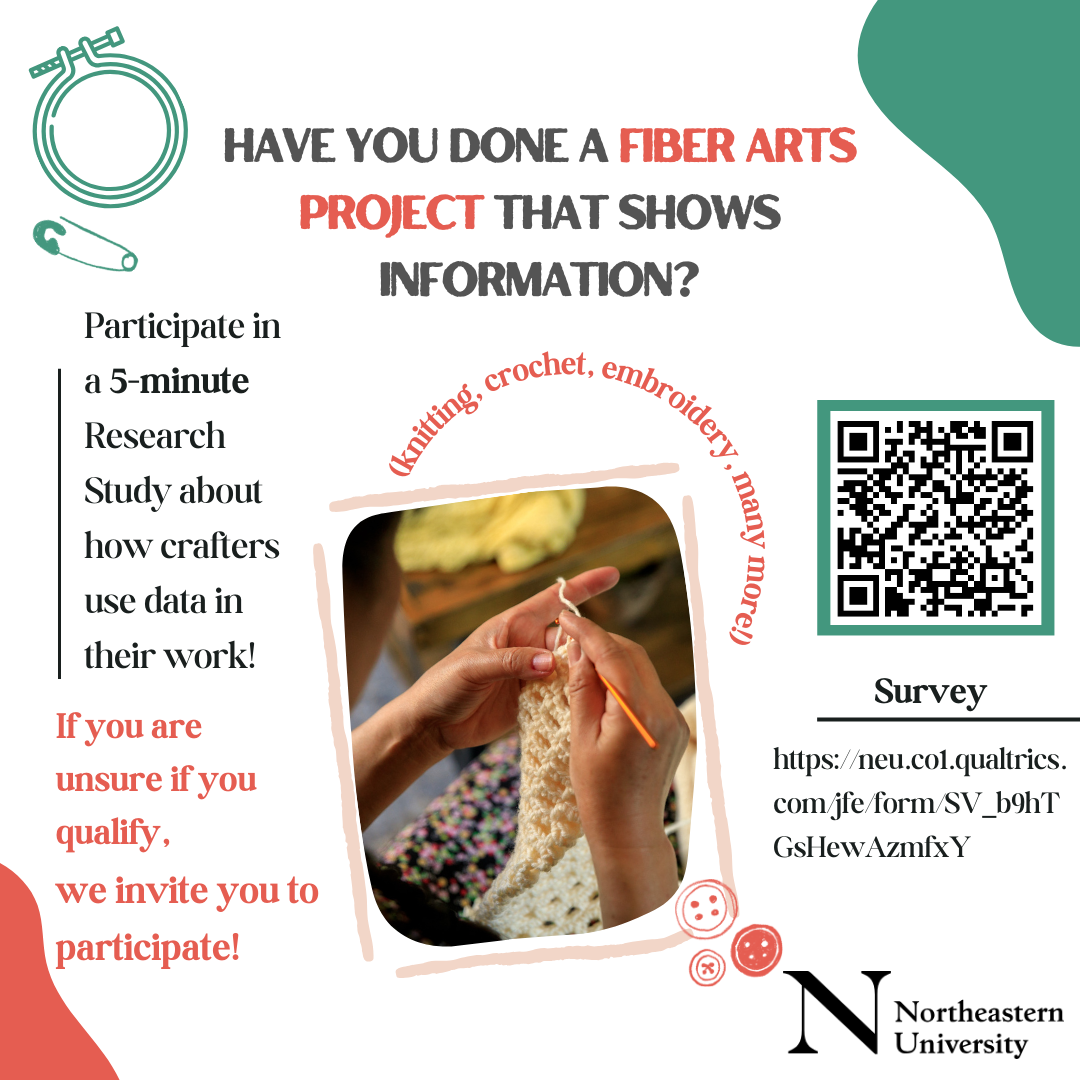 HAVE YOU DONE A FIBER ARTS
PROJECT THAT SHOWS
INFORMATION?
Participate in
a 5-minute
Research
Study about
how crafters
use data in
their work!
If you are
unsure if you
qualify,
we invite you to
participate!
(knitting, crochet, embroidery, many more!)
Survey
https://neu.co1.qualtrics.
com/jfe/form/SV_b9hT
GsHewAzmfxY
N
Northeastern
University